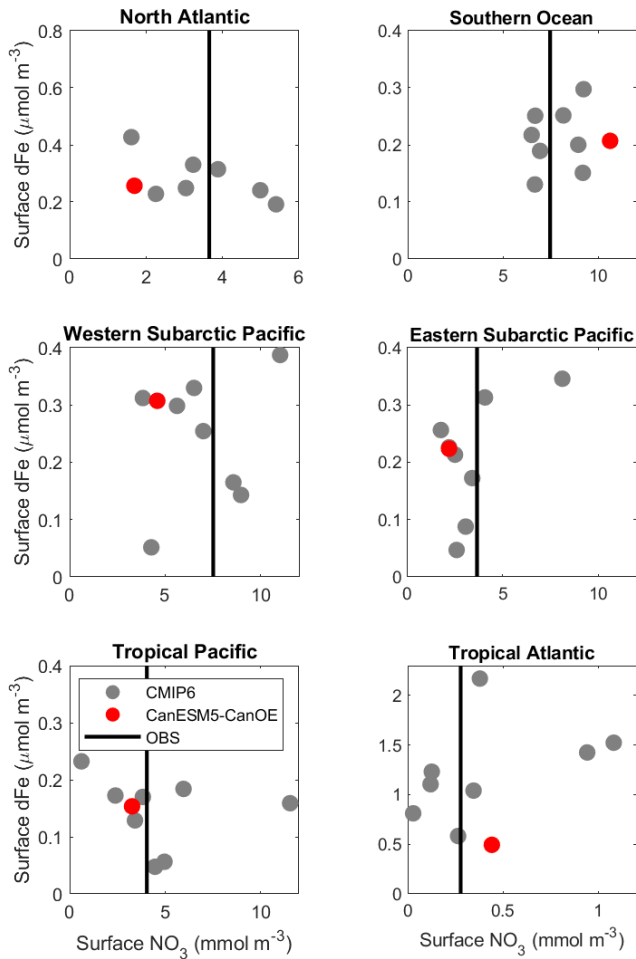 North Atlantic
Surface dFe (μmol m⁻³)
0.8
0.6
0.4
0.2
0
0 2 4 6
Southern Ocean
0.4
0.3
0.2
0.1
0
0 5 10
Western Subarctic Pacific
Surface dFe (μmol m⁻³)
0.4
0.3
0.2
0.1
0
0 5 10
Eastern Subarctic Pacific
0.4
0.3
0.2
0.1
0
0 5 10
Tropical Pacific
Surface dFe (μmol m⁻³)
0.4
0.3
0.2
0.1
0
CMIP6
CanESM5-CanOE
OBS
0 5 10
Surface NO₃ (mmol m⁻³)
Tropical Atlantic
2
1.5
1
0.5
0
0 0.5 1
Surface NO₃ (mmol m⁻³)